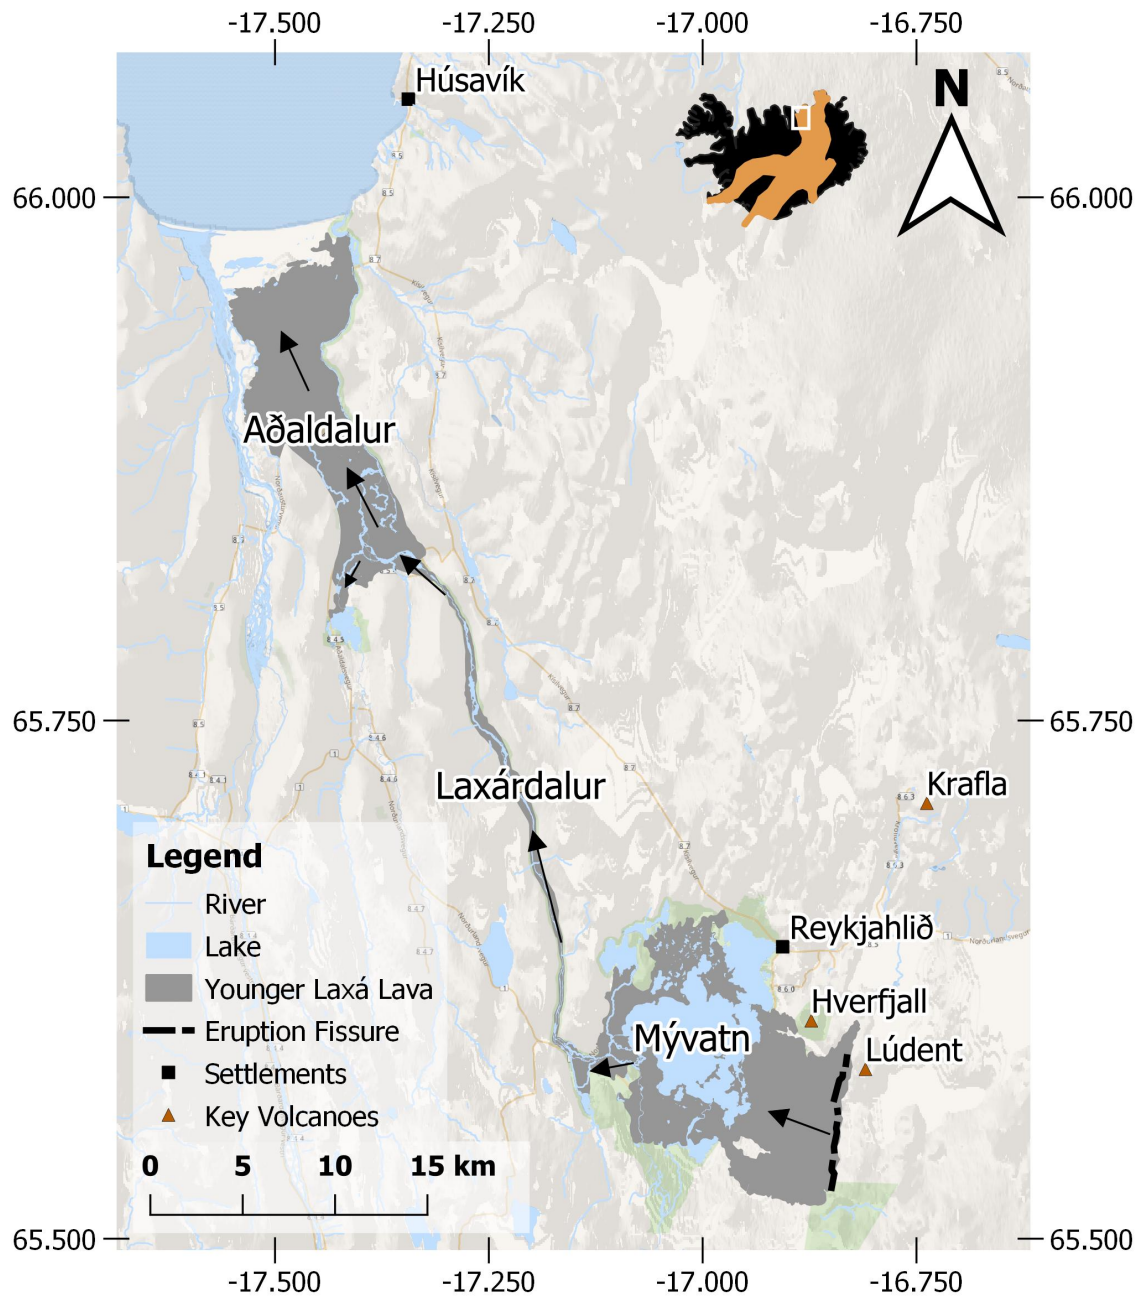 -17.500 -17.250 -17.000 -16.750
Húsavík
N
66.000 66.000
Aðaldalur
65.750 65.750
Laxárdalur
Krafla
Reykjahlið
Hverfjall
Mývatn
Lúdent
Legend
River
Lake
Younger Laxá Lava
Eruption Fissure
Settlements
Key Volcanoes
0 5 10 15 km
65.500 65.500
-17.500 -17.250 -17.000 -16.750